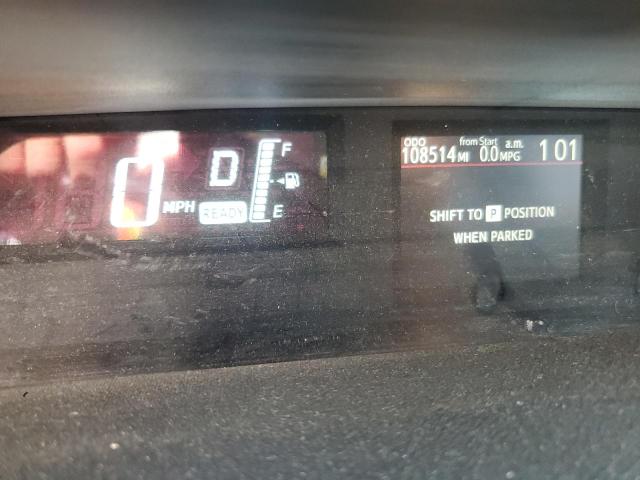 0 MPH D READY F
E
ODO from Start a.m.
108514 MI 0.0 MPG 1 01
SHIFT TO P POSITION
WHEN PARKED